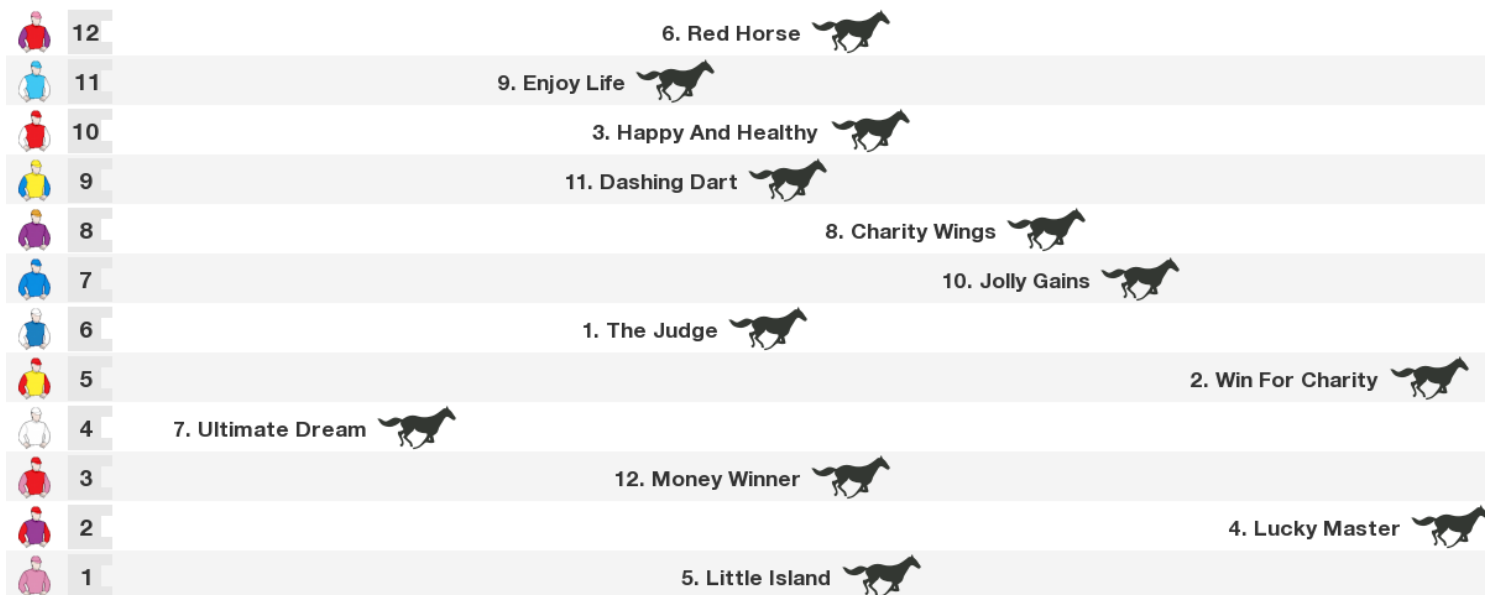 12 6. Red Horse
11 9. Enjoy Life
10 3. Happy And Healthy
9 11. Dashing Dart
8 8. Charity Wings
7 10. Jolly Gains
6 1. The Judge
5 2. Win For Charity
4 7. Ultimate Dream
3 12. Money Winner
2 4. Lucky Master
1 5. Little Island